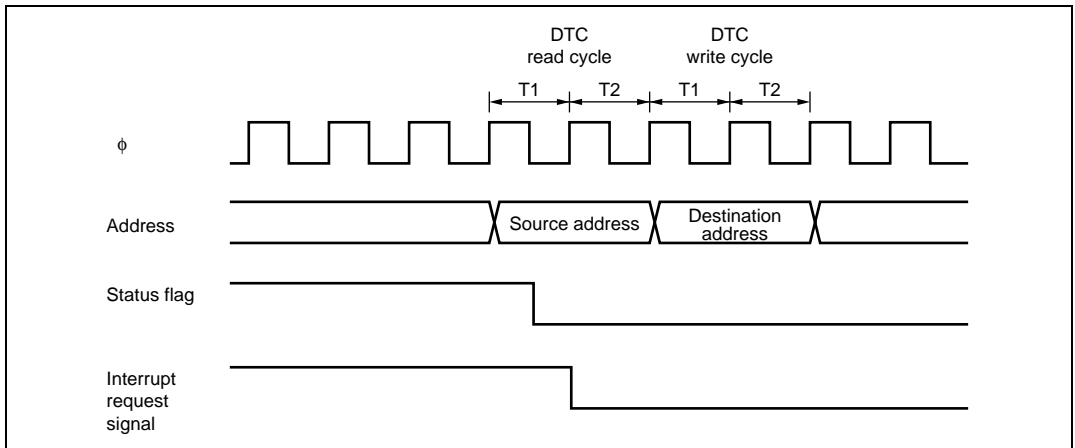 DTC
read cycle
DTC
write cycle
T1 T2 T1 T2
ϕ
Address
Source address
Destination
address
Status flag
Interrupt
request
signal